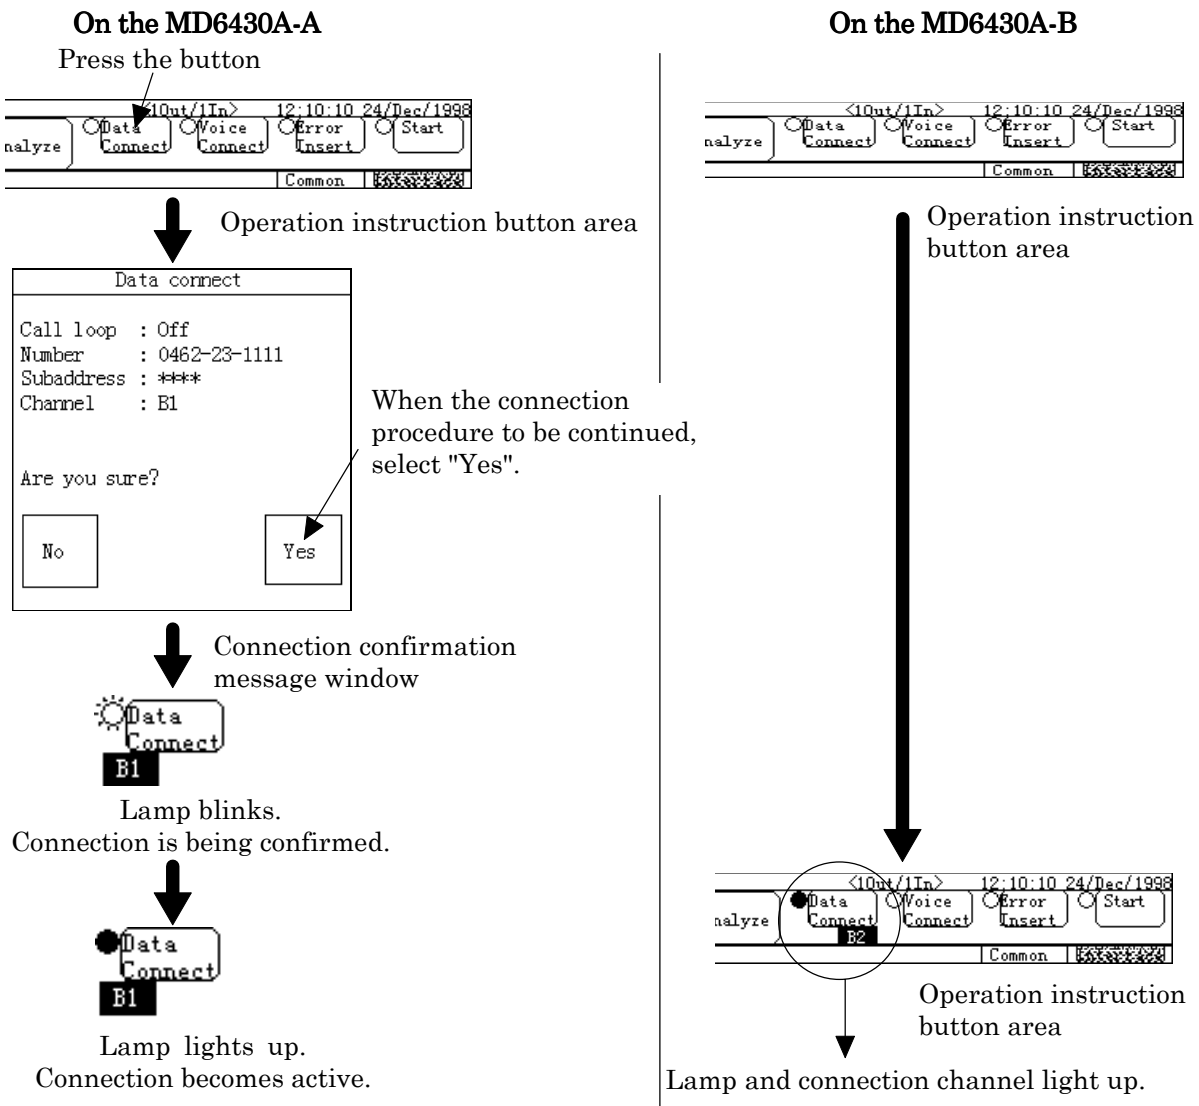 On the MD6430A-A
Press the button
<1Out/1In> 12:10:10 24/Dec/1998
nalyze
Data Connect
Voice Connect
Error Insert
Start
Common
Operation instruction button area
Data connect
Call loop : Off
Number : 0462-23-1111
Subaddress : ****
Channel : B1
Are you sure?
No
Yes
When the connection
procedure to be continued,
select "Yes".
Connection confirmation
message window
Data
Connect
B1
Lamp blinks.
Connection is being confirmed.
Data
Connect
B1
Lamp lights up.
Connection becomes active.
On the MD6430A-B
<1Out/1In> 12:10:10 24/Dec/1998
nalyze
Data Connect
Voice Connect
Error Insert
Start
Common
Operation instruction
button area
<1Out/1In> 12:10:10 24/Dec/1998
nalyze
Data Connect
B2
Voice Connect
Error Insert
Start
Common
Operation instruction
button area
Lamp and connection channel light up.